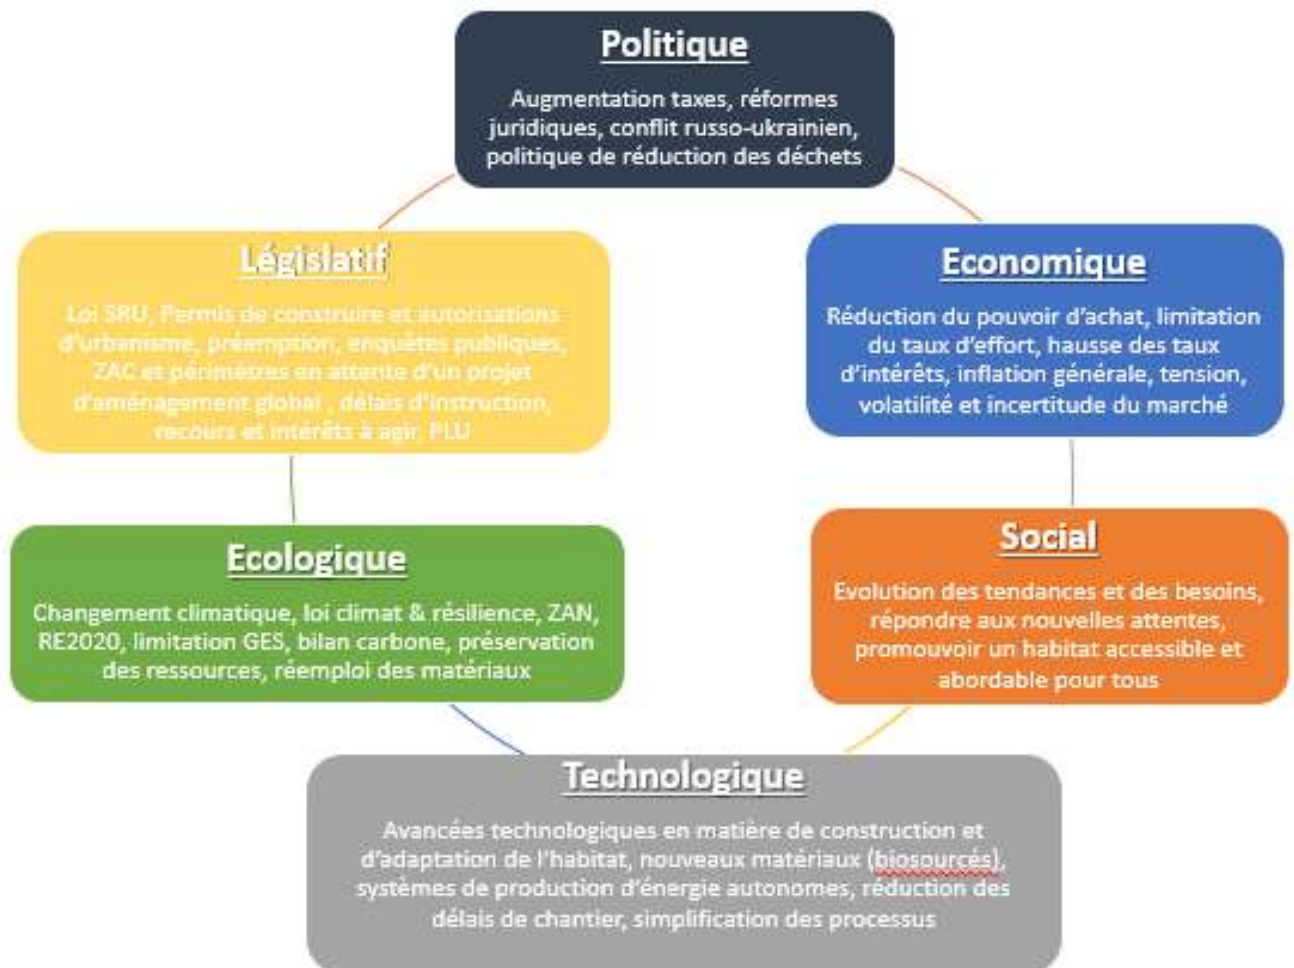 Politique
Augmentation taxes, réformes
juridiques, conflit russo-ukrainien,
politique de réduction des déchets
Législatif
Loi SRU, Permis de construire et autorisations
d'urbanisme, préemption, enquêtes publiques,
ZAC et périmètres en attente d'un projet
d'aménagement global , délais d'instruction,
recours et intérêts à agir, PLU
Economique
Réduction du pouvoir d'achat, limitation
du taux d'effort, hausse des taux
d'intérêts, inflation générale, tension,
volatilité et incertitude du marché
Ecologique
Changement climatique, loi climat & résilience, ZAN,
RE2020, limitation GES, bilan carbone, préservation
des ressources, réemploi des matériaux
Social
Evolution des tendances et des besoins,
répondre aux nouvelles attentes,
promouvoir un habitat accessible et
abordable pour tous
Technologique
Avancées technologiques en matière de construction et
d'adaptation de l'habitat, nouveaux matériaux (biosourcés),
systèmes de production d'énergie autonomes, réduction des
délais de chantier, simplification des processus